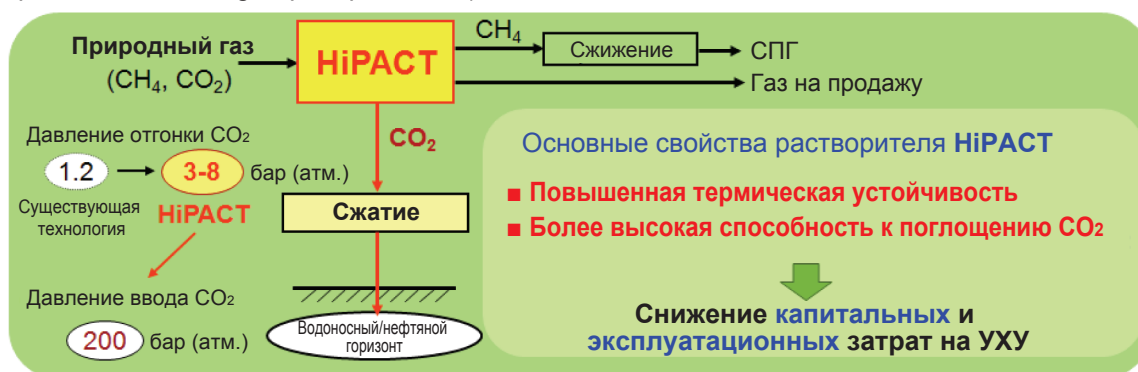 Природный газ
(CH4, CO2)
HiPACT
CH4
Сжижение
СПГ
Газ на продажу
CO2
Давление отгонки CO2
1.2
3-8
бар (атм.)
Существующая
технология
HiPACT
Сжатие
Давление ввода CO2
200
бар (атм.)
Водоносный/нефтяной
горизонт
Основные свойства растворителя HiPACT
■ Повышенная термическая устойчивость
■ Более высокая способность к поглощению CO2
Снижение капитальных и
эксплуатационных затрат на УХУ